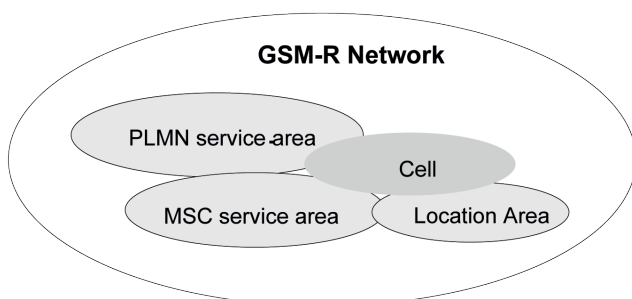 GSM-R Network
PLMN service area
Cell
MSC service area
Location Area